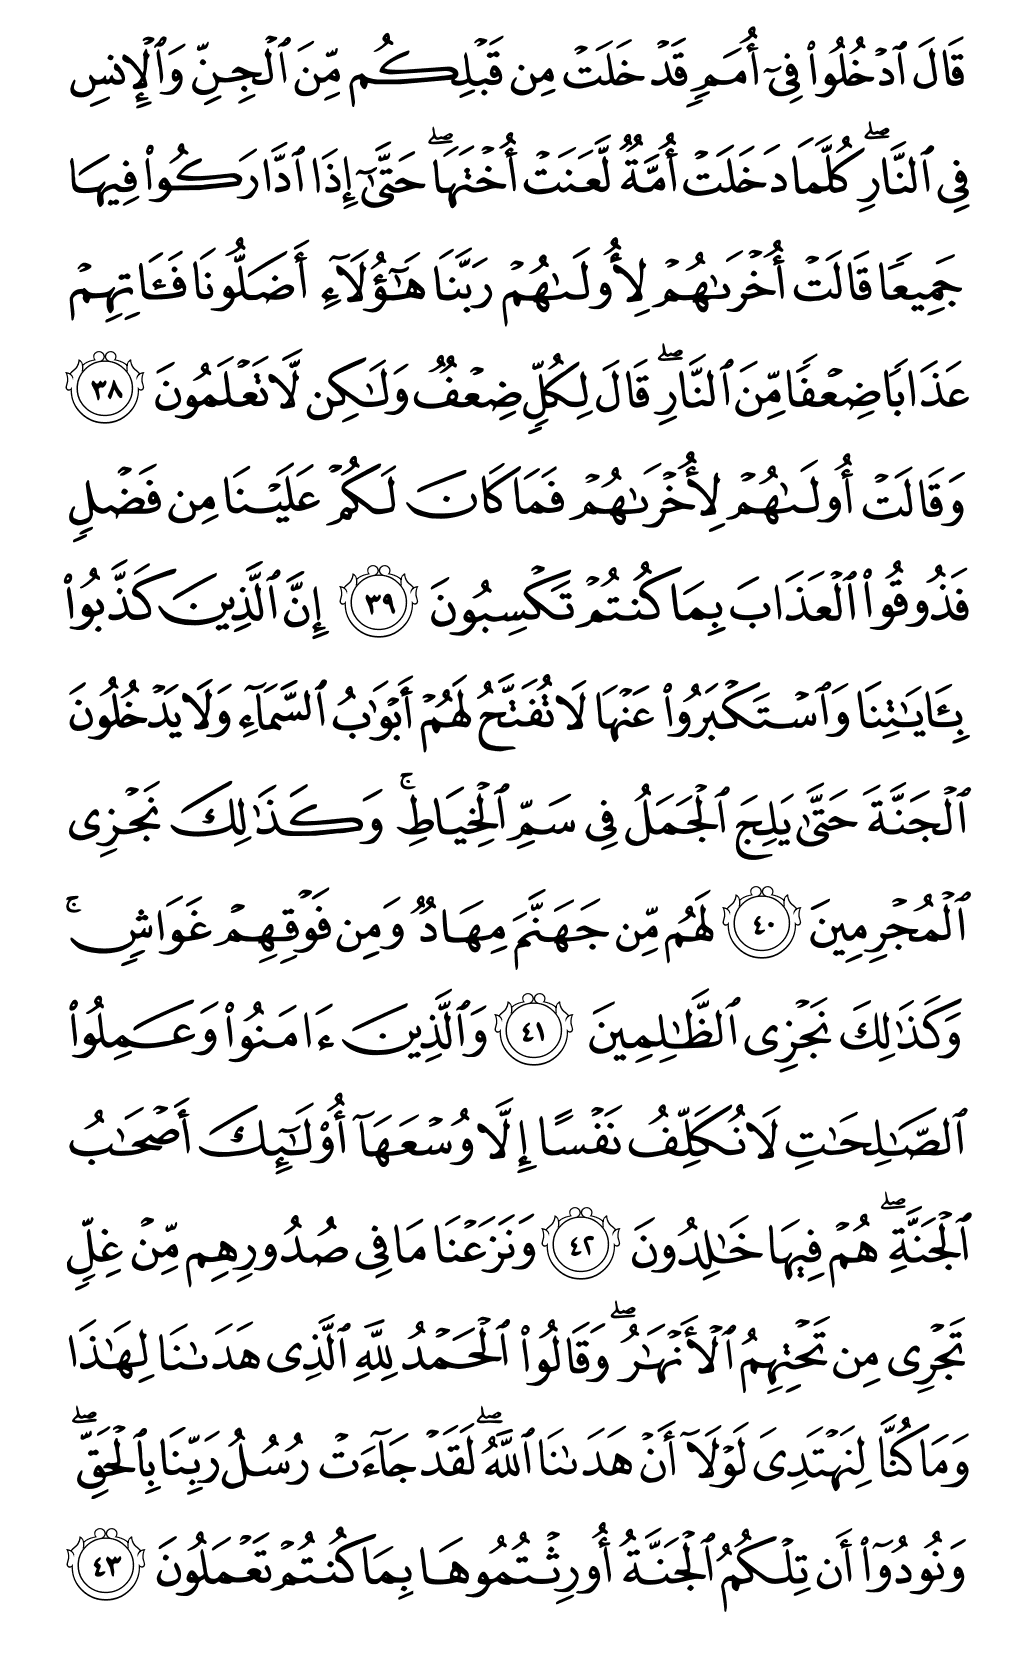 قَالَ ٱدۡخُلُواْ فِيٓ أُمَمٖ قَدۡ خَلَتۡ مِن قَبۡلِكُم مِّنَ ٱلۡجِنِّ وَٱلۡإِنسِ
فِي ٱلنَّارِۖ كُلَّمَا دَخَلَتۡ أُمَّةٞ لَّعَنَتۡ أُخۡتَهَاۖ حَتَّىٰٓ إِذَا ٱدَّارَكُواْ فِيهَا
جَمِيعٗا قَالَتۡ أُخۡرَىٰهُمۡ لِأُولَىٰهُمۡ رَبَّنَا هَٰٓؤُلَآءِ أَضَلُّونَا فَـَٔاتِهِمۡ
عَذَابٗا ضِعۡفٗا مِّنَ ٱلنَّارِۖ قَالَ لِكُلّٖ ضِعۡفٞ وَلَٰكِن لَّا تَعۡلَمُونَ ٣٨
وَقَالَتۡ أُولَىٰهُمۡ لِأُخۡرَىٰهُمۡ فَمَا كَانَ لَكُمۡ عَلَيۡنَا مِن فَضۡلٖ
فَذُوقُواْ ٱلۡعَذَابَ بِمَا كُنتُمۡ تَكۡسِبُونَ ٣٩ إِنَّ ٱلَّذِينَ كَذَّبُواْ
بِـَٔايَٰتِنَا وَٱسۡتَكۡبَرُواْ عَنۡهَا لَا تُفَتَّحُ لَهُمۡ أَبۡوَٰبُ ٱلسَّمَآءِ وَلَا يَدۡخُلُونَ
ٱلۡجَنَّةَ حَتَّىٰ يَلِجَ ٱلۡجَمَلُ فِي سَمِّ ٱلۡخِيَاطِۚ وَكَذَٰلِكَ نَجۡزِي
ٱلۡمُجۡرِمِينَ ٤٠ لَهُم مِّن جَهَنَّمَ مِهَادٞ وَمِن فَوۡقِهِمۡ غَوَاشٖۚ
وَكَذَٰلِكَ نَجۡزِي ٱلظَّٰلِمِينَ ٤١ وَٱلَّذِينَ ءَامَنُواْ وَعَمِلُواْ
ٱلصَّٰلِحَٰتِ لَا نُكَلِّفُ نَفۡسًا إِلَّا وُسۡعَهَآ أُوْلَٰٓئِكَ أَصۡحَٰبُ
ٱلۡجَنَّةِۖ هُمۡ فِيهَا خَٰلِدُونَ ٤٢ وَنَزَعۡنَا مَا فِي صُدُورِهِم مِّنۡ غِلّٖ
تَجۡرِي مِن تَحۡتِهِمُ ٱلۡأَنۡهَٰرُۖ وَقَالُواْ ٱلۡحَمۡدُ لِلَّهِ ٱلَّذِي هَدَىٰنَا لِهَٰذَا
وَمَا كُنَّا لِنَهۡتَدِيَ لَوۡلَآ أَنۡ هَدَىٰنَا ٱللَّهُۖ لَقَدۡ جَآءَتۡ رُسُلُ رَبِّنَا بِٱلۡحَقِّۖ
وَنُودُوٓاْ أَن تِلۡكُمُ ٱلۡجَنَّةُ أُورِثۡتُمُوهَا بِمَا كُنتُمۡ تَعۡمَلُونَ ٤٣